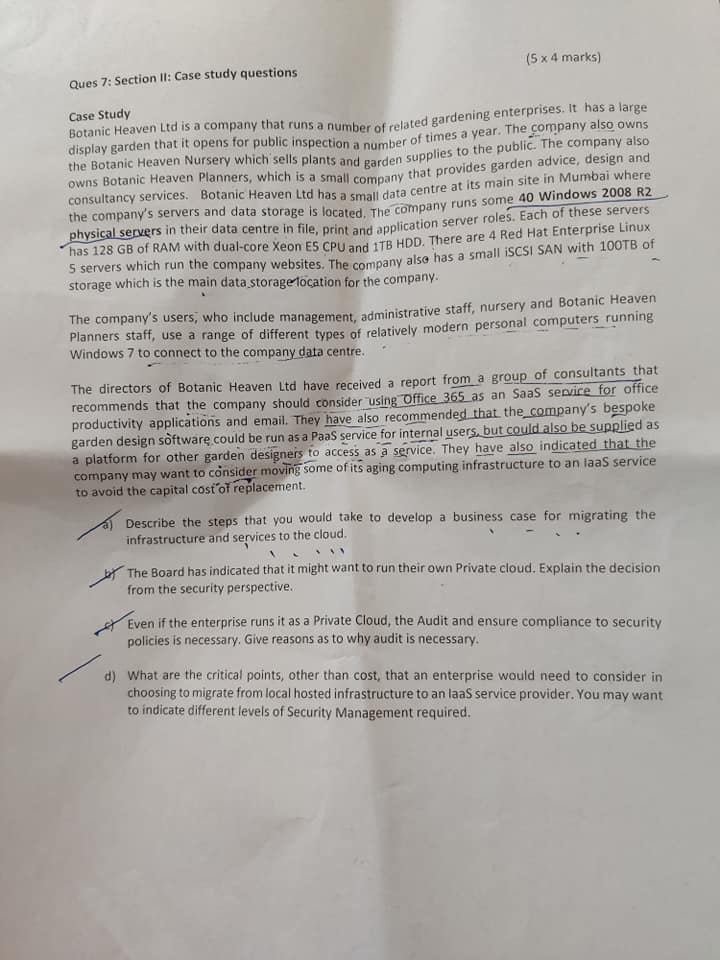 (5 x 4 marks)
Ques 7: Section II: Case study questions
Case Study
Botanic Heaven Ltd is a company that runs a number of related gardening enterprises. It has a large
display garden that it opens for public inspection a number of times a year. The company also owns
the Botanic Heaven Nursery which sells plants and garden supplies to the public. The company also
owns Botanic Heaven Planners, which is a small company that provides garden advice, design and
consultancy services. Botanic Heaven Ltd has a small data centre at its main site in Mumbai where
the company's servers and data storage is located. The company runs some 40 Windows 2008 R2
physical servers in their data centre in file, print and application server roles. Each of these servers
has 128 GB of RAM with dual-core Xeon E5 CPU and 1TB HDD. There are 4 Red Hat Enterprise Linux
5 servers which run the company websites. The company also has a small iSCSI SAN with 100TB of
storage which is the main data storage location for the company.
The company's users, who include management, administrative staff, nursery and Botanic Heaven
Planners staff, use a range of different types of relatively modern personal computers running
Windows 7 to connect to the company data centre.
The directors of Botanic Heaven Ltd have received a report from a group of consultants that
recommends that the company should consider using Office 365 as an SaaS service for office
productivity applications and email. They have also recommended that the company's bespoke
garden design software could be run as a PaaS service for internal users, but could also be supplied as
a platform for other garden designers to access as a service. They have also indicated that the
company may want to consider moving some of its aging computing infrastructure to an IaaS service
to avoid the capital cost of replacement.
a) Describe the steps that you would take to develop a business case for migrating the
infrastructure and services to the cloud.
b) The Board has indicated that it might want to run their own Private cloud. Explain the decision
from the security perspective.
c) Even if the enterprise runs it as a Private Cloud, the Audit and ensure compliance to security
policies is necessary. Give reasons as to why audit is necessary.
d) What are the critical points, other than cost, that an enterprise would need to consider in
choosing to migrate from local hosted infrastructure to an IaaS service provider. You may want
to indicate different levels of Security Management required.